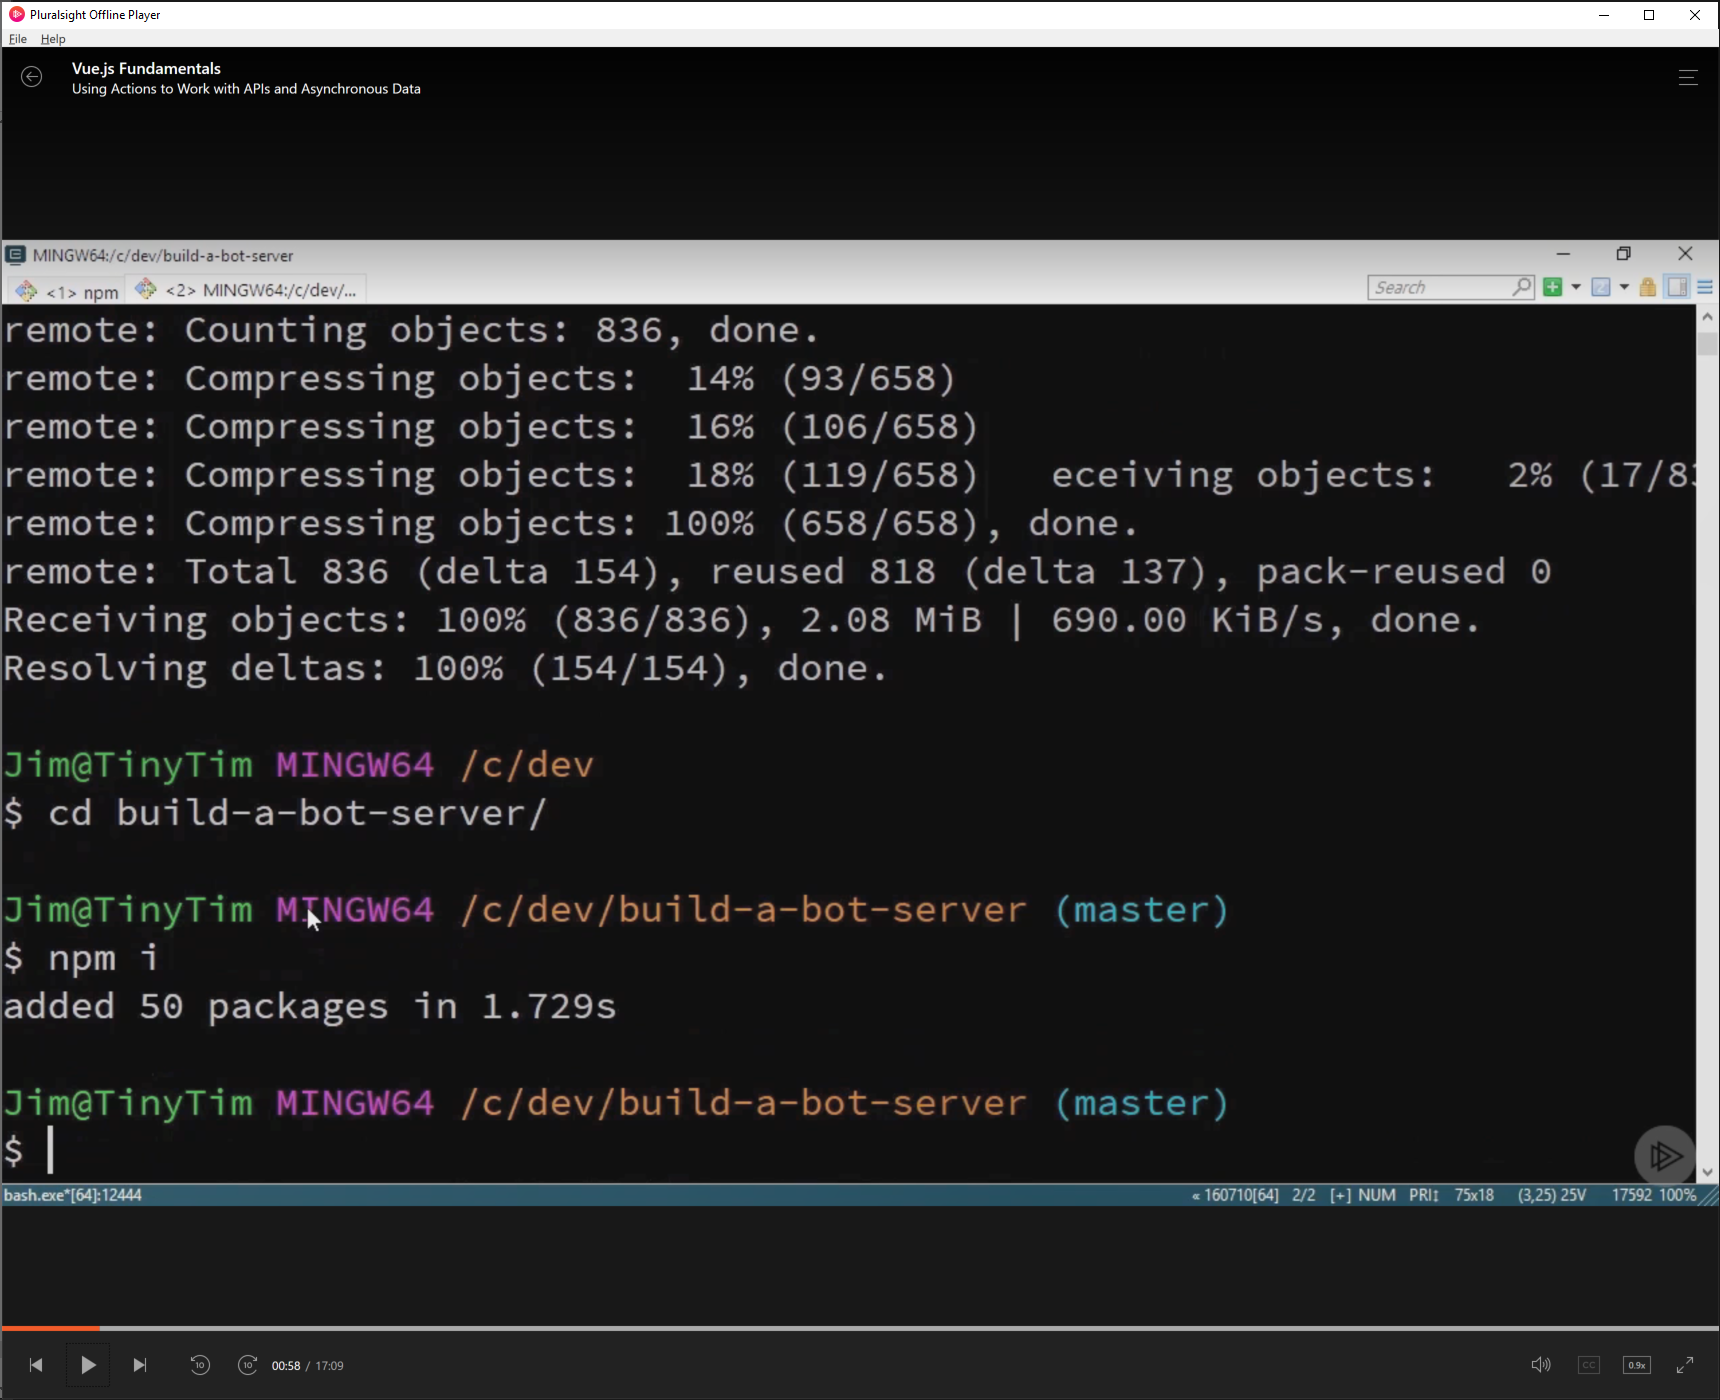 Pluralsight Offline Player
File Help
Vue.js Fundamentals
Using Actions to Work with APIs and Asynchronous Data
MINGW64:/c/dev/build-a-bot-server
<1> npm <2> MINGW64:/c/dev/... Search
remote: Counting objects: 836, done.
remote: Compressing objects:  14% (93/658)
remote: Compressing objects:  16% (106/658)
remote: Compressing objects:  18% (119/658)   eceiving objects:   2% (17/83
remote: Compressing objects: 100% (658/658), done.
remote: Total 836 (delta 154), reused 818 (delta 137), pack-reused 0
Receiving objects: 100% (836/836), 2.08 MiB | 690.00 KiB/s, done.
Resolving deltas: 100% (154/154), done.
Jim@TinyTim MINGW64 /c/dev
$ cd build-a-bot-server/
Jim@TinyTim MINGW64 /c/dev/build-a-bot-server (master)
$ npm i
added 50 packages in 1.729s
Jim@TinyTim MINGW64 /c/dev/build-a-bot-server (master)
$
bash.exe*[64]:12444 « 160710[64] 2/2 [+] NUM PRI↕ 75x18 (3,25) 25V 17592 100%
10 10 00:58 / 17:09 CC 0.9x